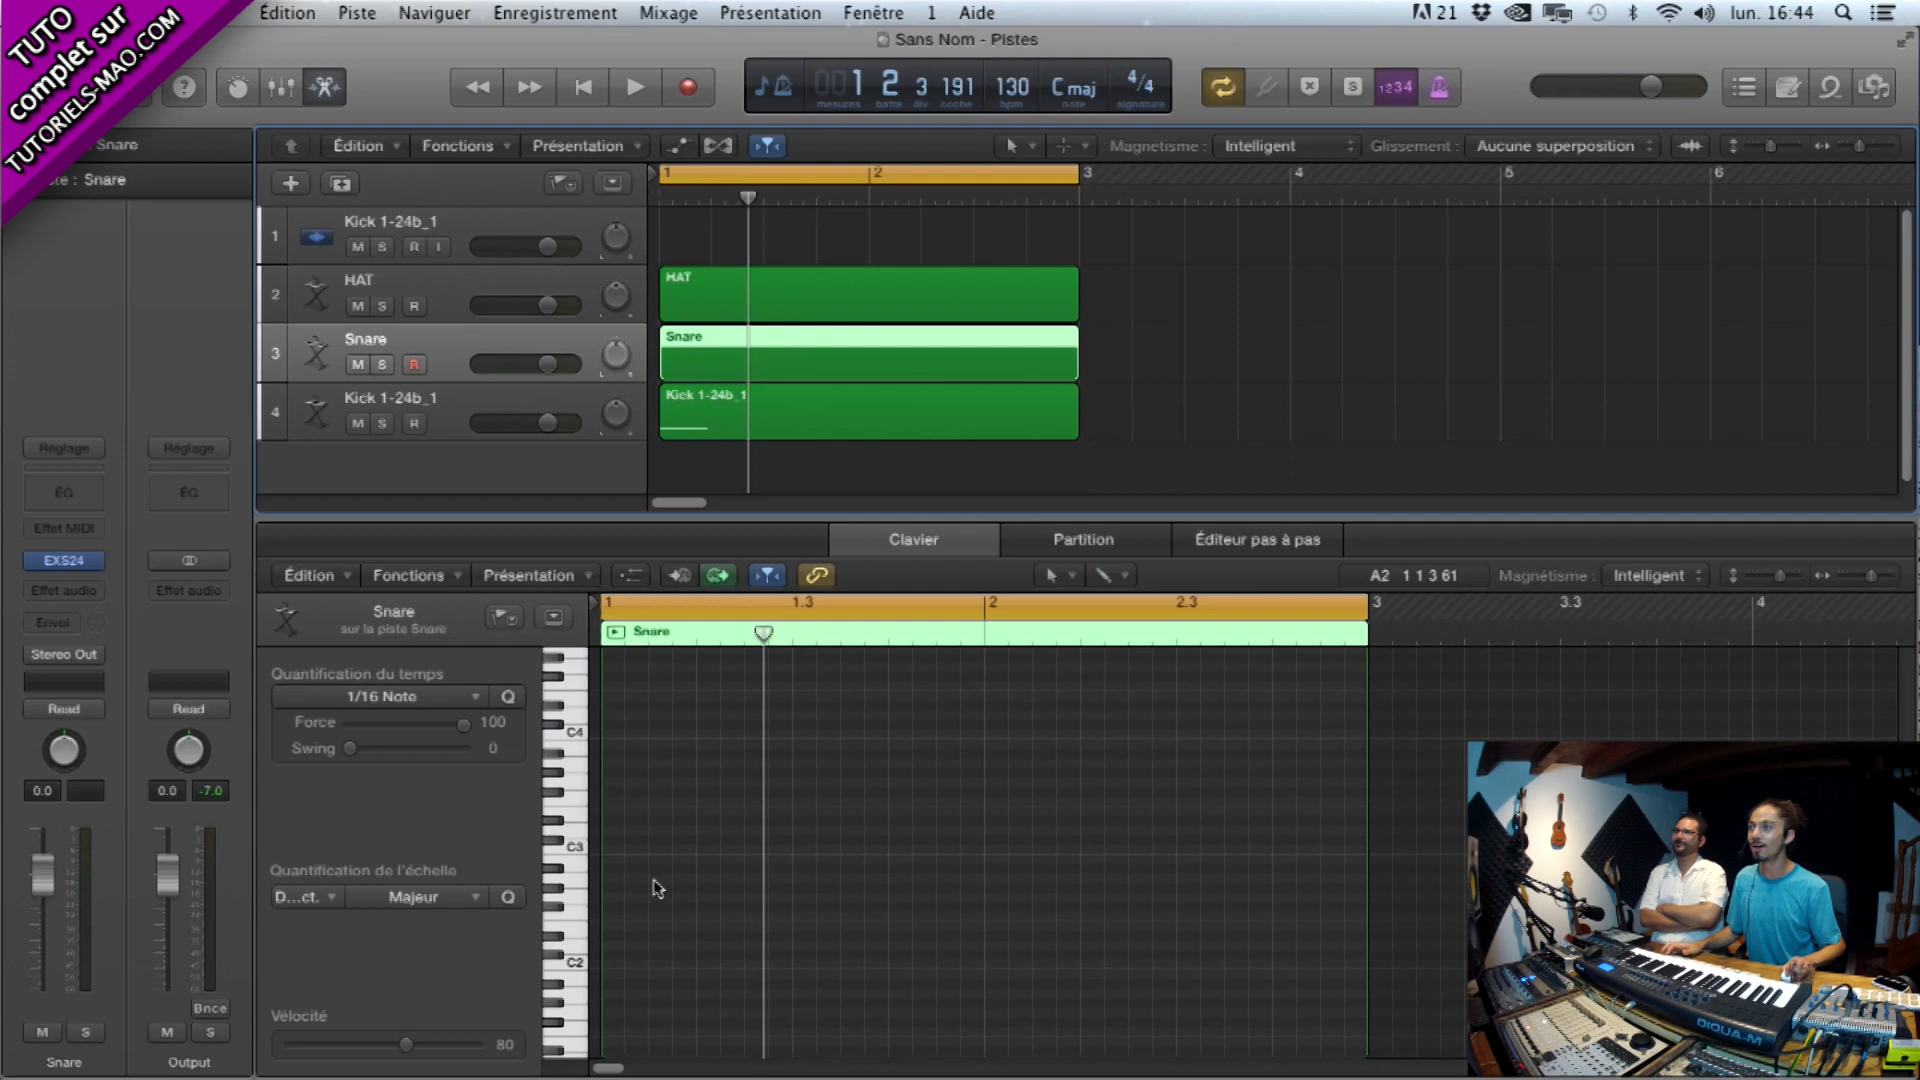 TUTO
complet sur
TUTORIELS-MAO.COM
Édition Piste Naviguer Enregistrement Mixage Présentation Fenêtre 1 Aide
21 lun. 16:44
Sans Nom - Pistes
1 2 3 191 130 C maj 4/4
mesures batte div coche bpm note signature
S 1234
Snare
Édition Fonctions Présentation Magnétisme : Intelligent Glissement : Aucune superposition
Snare
1 2 3 4 5 6
1 Kick 1-24b_1
M S R I
2 HAT
M S R
HAT
3 Snare
M S R
Snare
4 Kick 1-24b_1
M S R
Kick 1-24b_1
Réglage Réglage
ÉG ÉG
Effet MIDI
EXS24
Effet audio Effet audio
Envoi
Stereo Out
Read Read
0.0 0.0 -7.0
Bnce
M S M S
Snare Output
Clavier Partition Éditeur pas à pas
Édition Fonctions Présentation A2 1 1 3 61 Magnétisme : Intelligent
Snare
sur la piste Snare
1 1.3 2 2.3 3 3.3 4
Snare
Quantification du temps
1/16 Note Q
Force 100
Swing 0
Quantification de l'échelle
D...ct. Majeur Q
Vélocité
80
C4
C3
C2